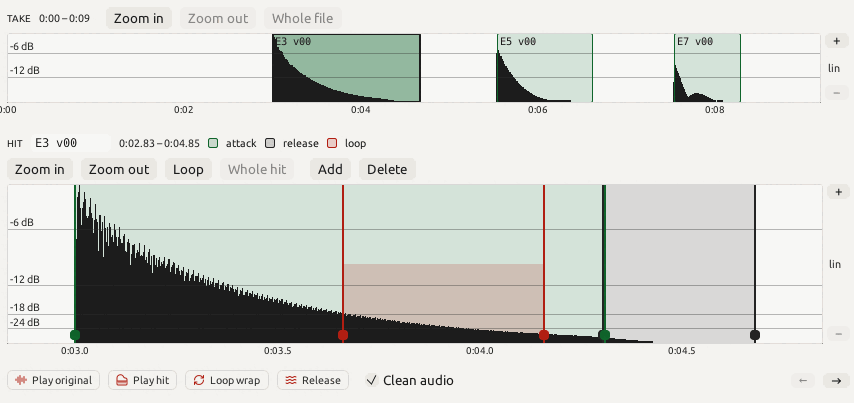 TAKE 0:00–0:09 Zoom in Zoom out Whole file
E3 v00 E5 v00 E7 v00
-6 dB
-12 dB
+
lin
−
0:00 0:02 0:04 0:06 0:08
HIT E3 v00 0:02.83–0:04.85 attack release loop
Zoom in Zoom out Loop Whole hit Add Delete
-6 dB
-12 dB
-18 dB
-24 dB
+
lin
−
0:03.0 0:03.5 0:04.0 0:04.5
Play original Play hit Loop wrap Release Clean audio ← →